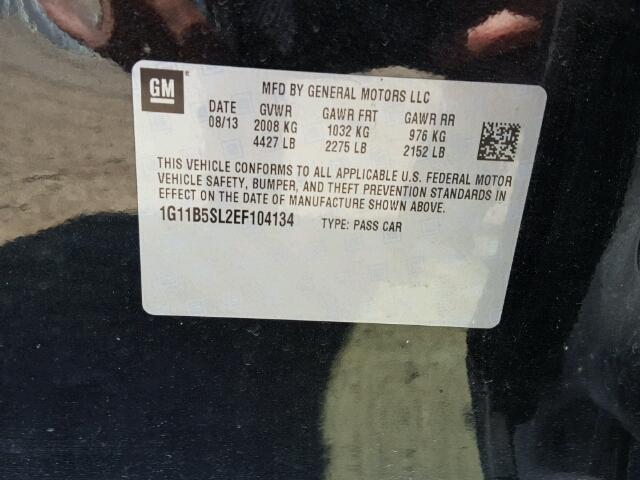 GM
MFD BY GENERAL MOTORS LLC
DATE GVWR GAWR FRT GAWR RR
08/13 2008 KG 1032 KG 976 KG
4427 LB 2275 LB 2152 LB
THIS VEHICLE CONFORMS TO ALL APPLICABLE U.S. FEDERAL MOTOR
VEHICLE SAFETY, BUMPER, AND THEFT PREVENTION STANDARDS IN
EFFECT ON THE DATE OF MANUFACTURE SHOWN ABOVE.
1G11B5SL2EF104134 TYPE: PASS CAR